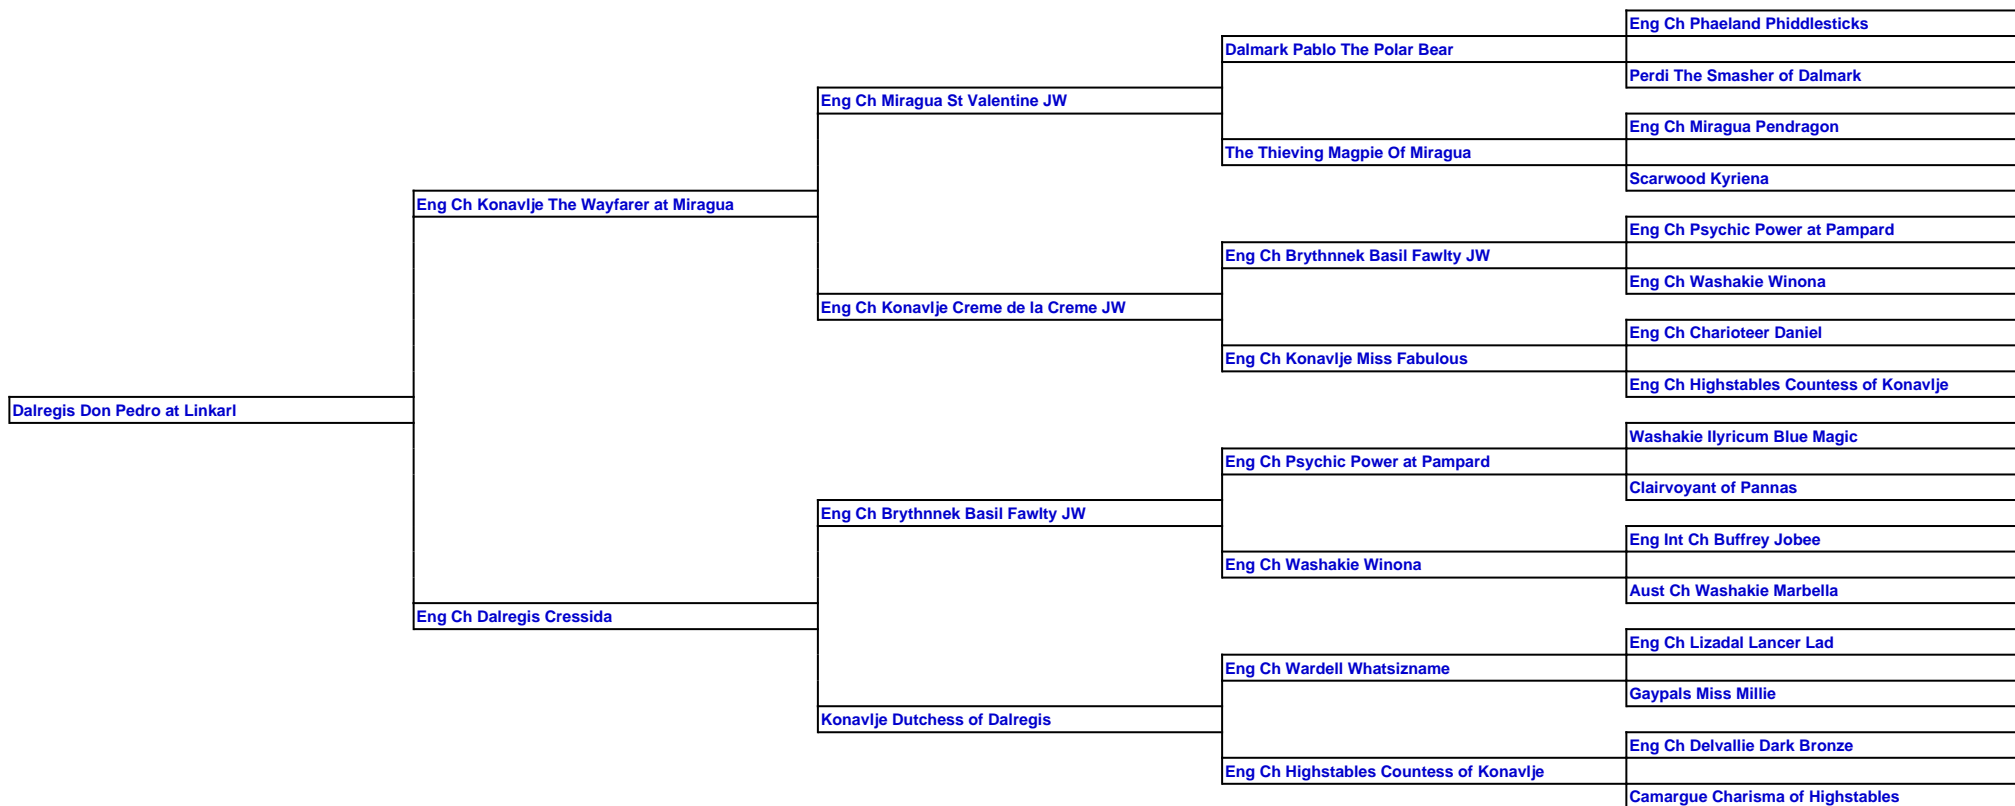 Eng Ch Phaeland Phiddlesticks
Dalmark Pablo The Polar Bear
Perdi The Smasher of Dalmark
Eng Ch Miragua St Valentine JW
Eng Ch Miragua Pendragon
The Thieving Magpie Of Miragua
Scarwood Kyriena
Eng Ch Konavlje The Wayfarer at Miragua
Eng Ch Psychic Power at Pampard
Eng Ch Brythnnek Basil Fawlty JW
Eng Ch Washakie Winona
Eng Ch Konavlje Creme de la Creme JW
Eng Ch Charioteer Daniel
Eng Ch Konavlje Miss Fabulous
Eng Ch Highstables Countess of Konavlje
Dalregis Don Pedro at Linkarl
Washakie Ilyricum Blue Magic
Eng Ch Psychic Power at Pampard
Clairvoyant of Pannas
Eng Ch Brythnnek Basil Fawlty JW
Eng Int Ch Buffrey Jobee
Eng Ch Washakie Winona
Aust Ch Washakie Marbella
Eng Ch Dalregis Cressida
Eng Ch Lizadal Lancer Lad
Eng Ch Wardell Whatsizname
Gaypals Miss Millie
Konavlje Dutchess of Dalregis
Eng Ch Delvallie Dark Bronze
Eng Ch Highstables Countess of Konavlje
Camargue Charisma of Highstables